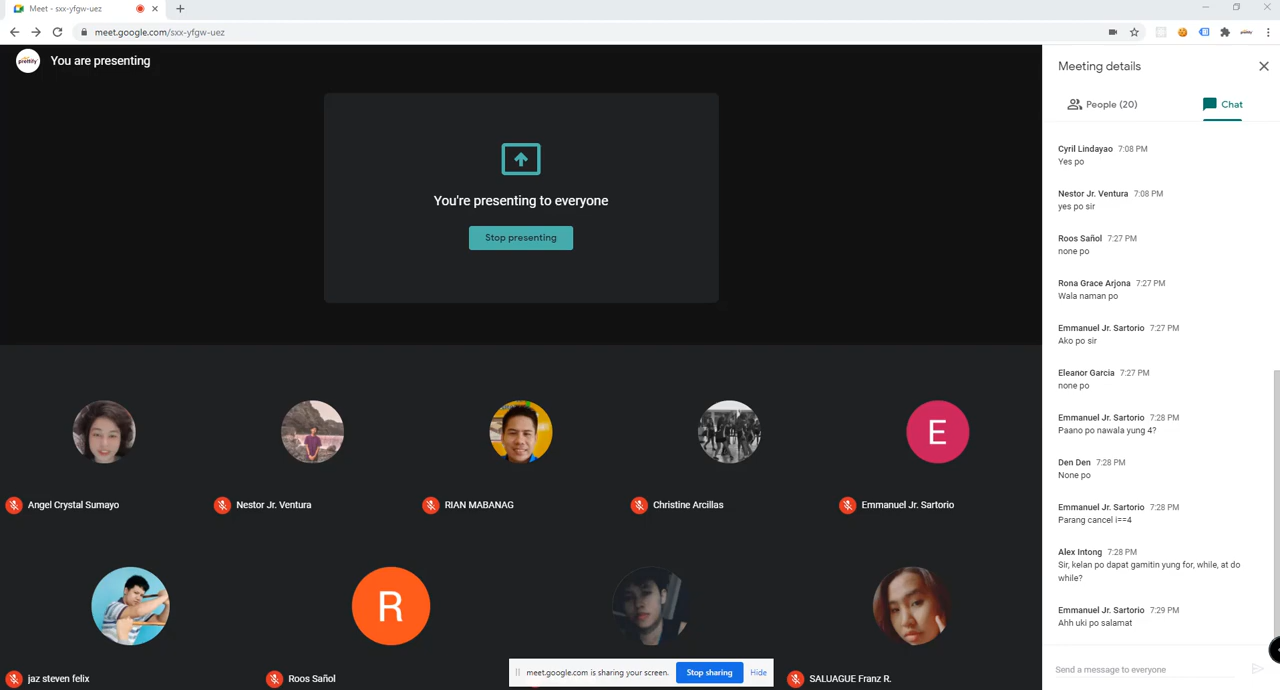 Meet - sxx-yfgw-uez
meet.google.com/sxx-yfgw-uez
prettify
You are presenting
You're presenting to everyone
Stop presenting
Angel Crystal Sumayo
Nestor Jr. Ventura
RIAN MABANAG
Christine Arcillas
E
Emmanuel Jr. Sartorio
jaz steven felix
R
Roos Sañol
SALUAGUE Franz R.
meet.google.com is sharing your screen.
Stop sharing
Hide
Meeting details
People (20)
Chat
Cyril Lindayao 7:08 PM
Yes po
Nestor Jr. Ventura 7:08 PM
yes po sir
Roos Sañol 7:27 PM
none po
Rona Grace Arjona 7:27 PM
Wala naman po
Emmanuel Jr. Sartorio 7:27 PM
Ako po sir
Eleanor Garcia 7:27 PM
none po
Emmanuel Jr. Sartorio 7:28 PM
Paano po nawala yung 4?
Den Den 7:28 PM
None po
Emmanuel Jr. Sartorio 7:28 PM
Parang cancel i==4
Alex Intong 7:28 PM
Sir, kelan po dapat gamitin yung for, while, at do
while?
Emmanuel Jr. Sartorio 7:29 PM
Ahh uki po salamat
Send a message to everyone